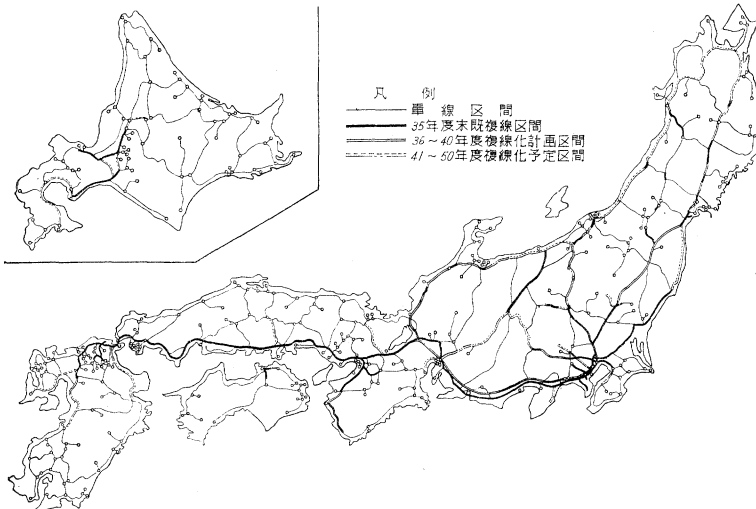 凡 例
單線区間
35年度末既複線区間
36~40年度複線化計画区間
41~50年度複線化予定区間